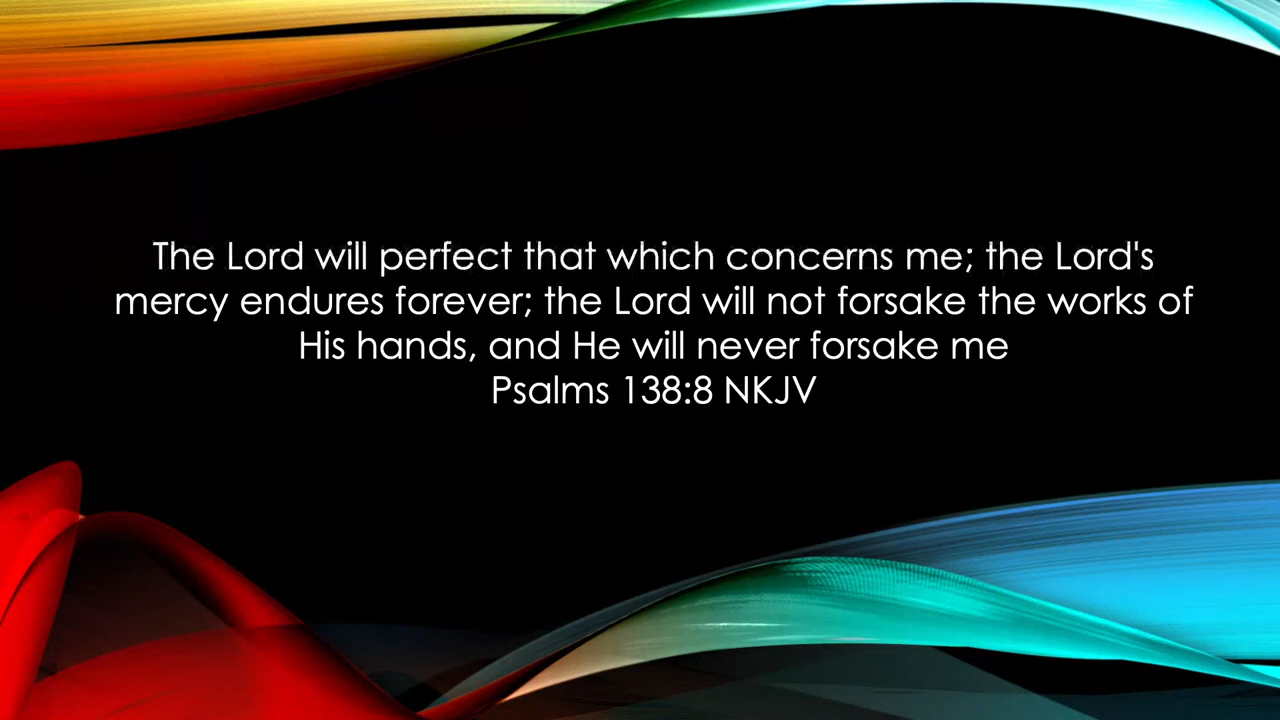 The Lord will perfect that which concerns me; the Lord's
mercy endures forever; the Lord will not forsake the works of
His hands, and He will never forsake me
Psalms 138:8 NKJV